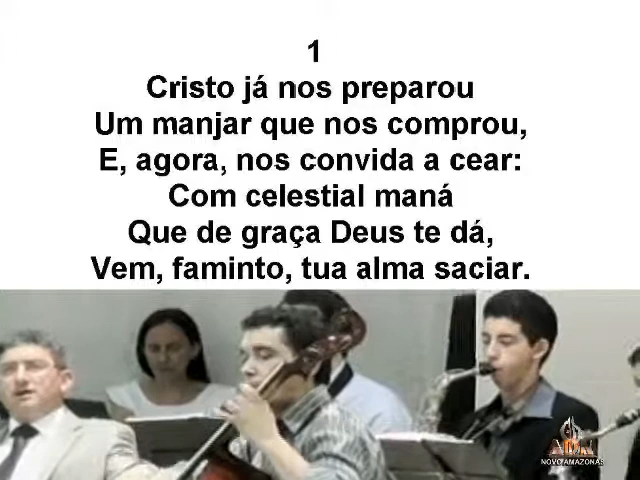 1
Cristo já nos preparou
Um manjar que nos comprou,
E, agora, nos convida a cear:
Com celestial maná
Que de graça Deus te dá,
Vem, faminto, tua alma saciar.
NOVO AMAZONAS